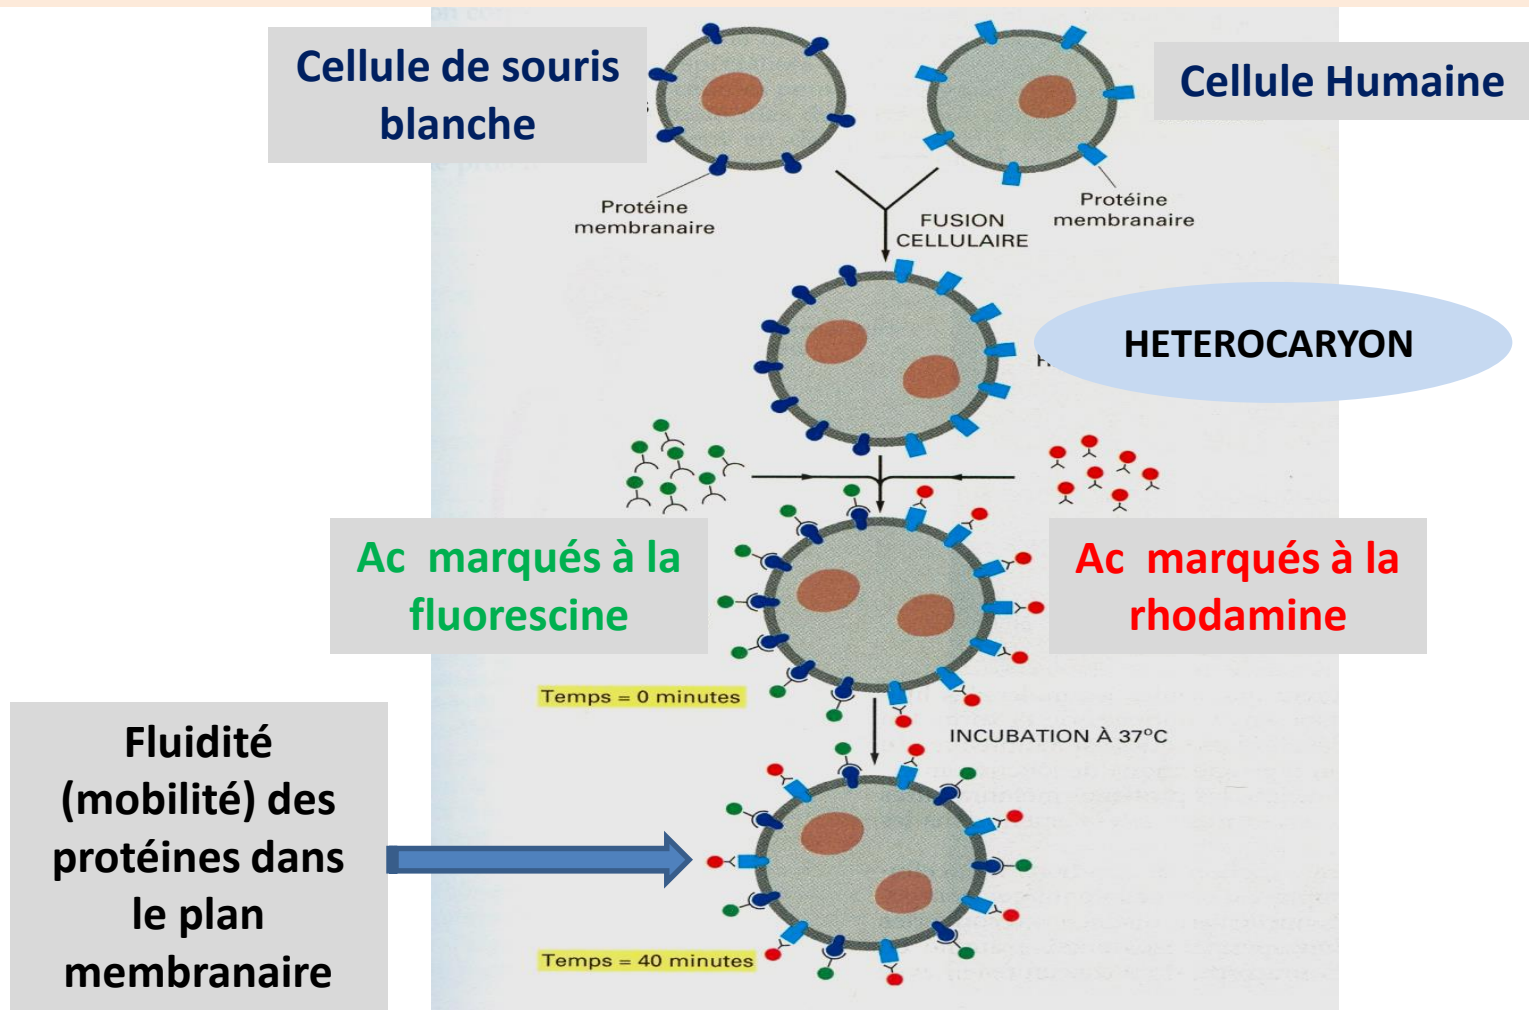 Cellule de souris
blanche
Cellule Humaine
Protéine
membranaire
Protéine
membranaire
FUSION
CELLULAIRE
HETEROCARYON
Ac  marqués à la
fluorescine
Ac  marqués à la
rhodamine
Temps = 0 minutes
INCUBATION À 37°C
Fluidité
(mobilité) des
protéines dans
le plan
membranaire
Temps = 40 minutes